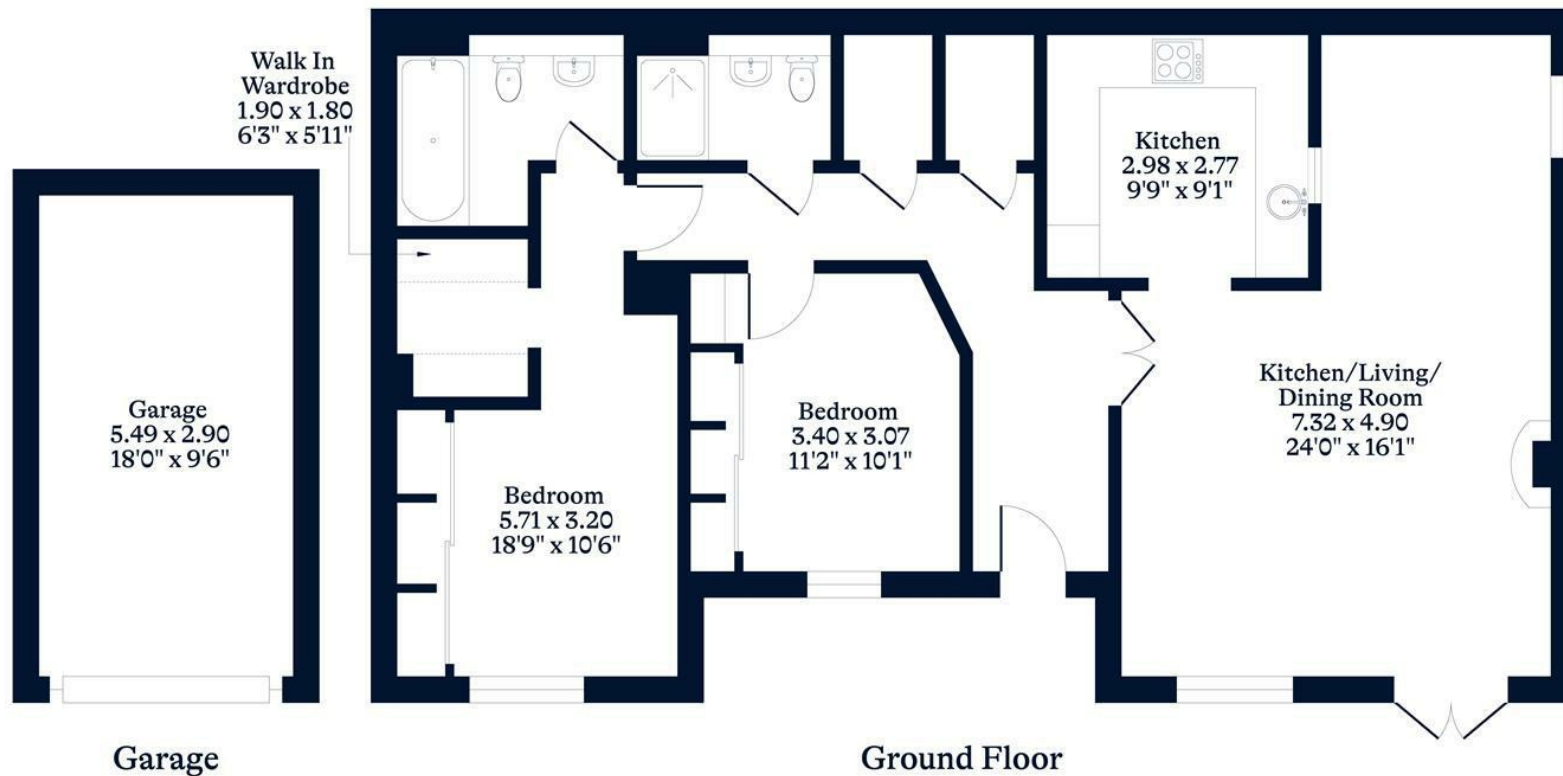 Walk In
Wardrobe
1.90 x 1.80
6'3" x 5'11"
Kitchen
2.98 x 2.77
9'9" x 9'1"
Garage
5.49 x 2.90
18'0" x 9'6"
Bedroom
5.71 x 3.20
18'9" x 10'6"
Bedroom
3.40 x 3.07
11'2" x 10'1"
Kitchen/Living/
Dining Room
7.32 x 4.90
24'0" x 16'1"
Garage
Ground Floor